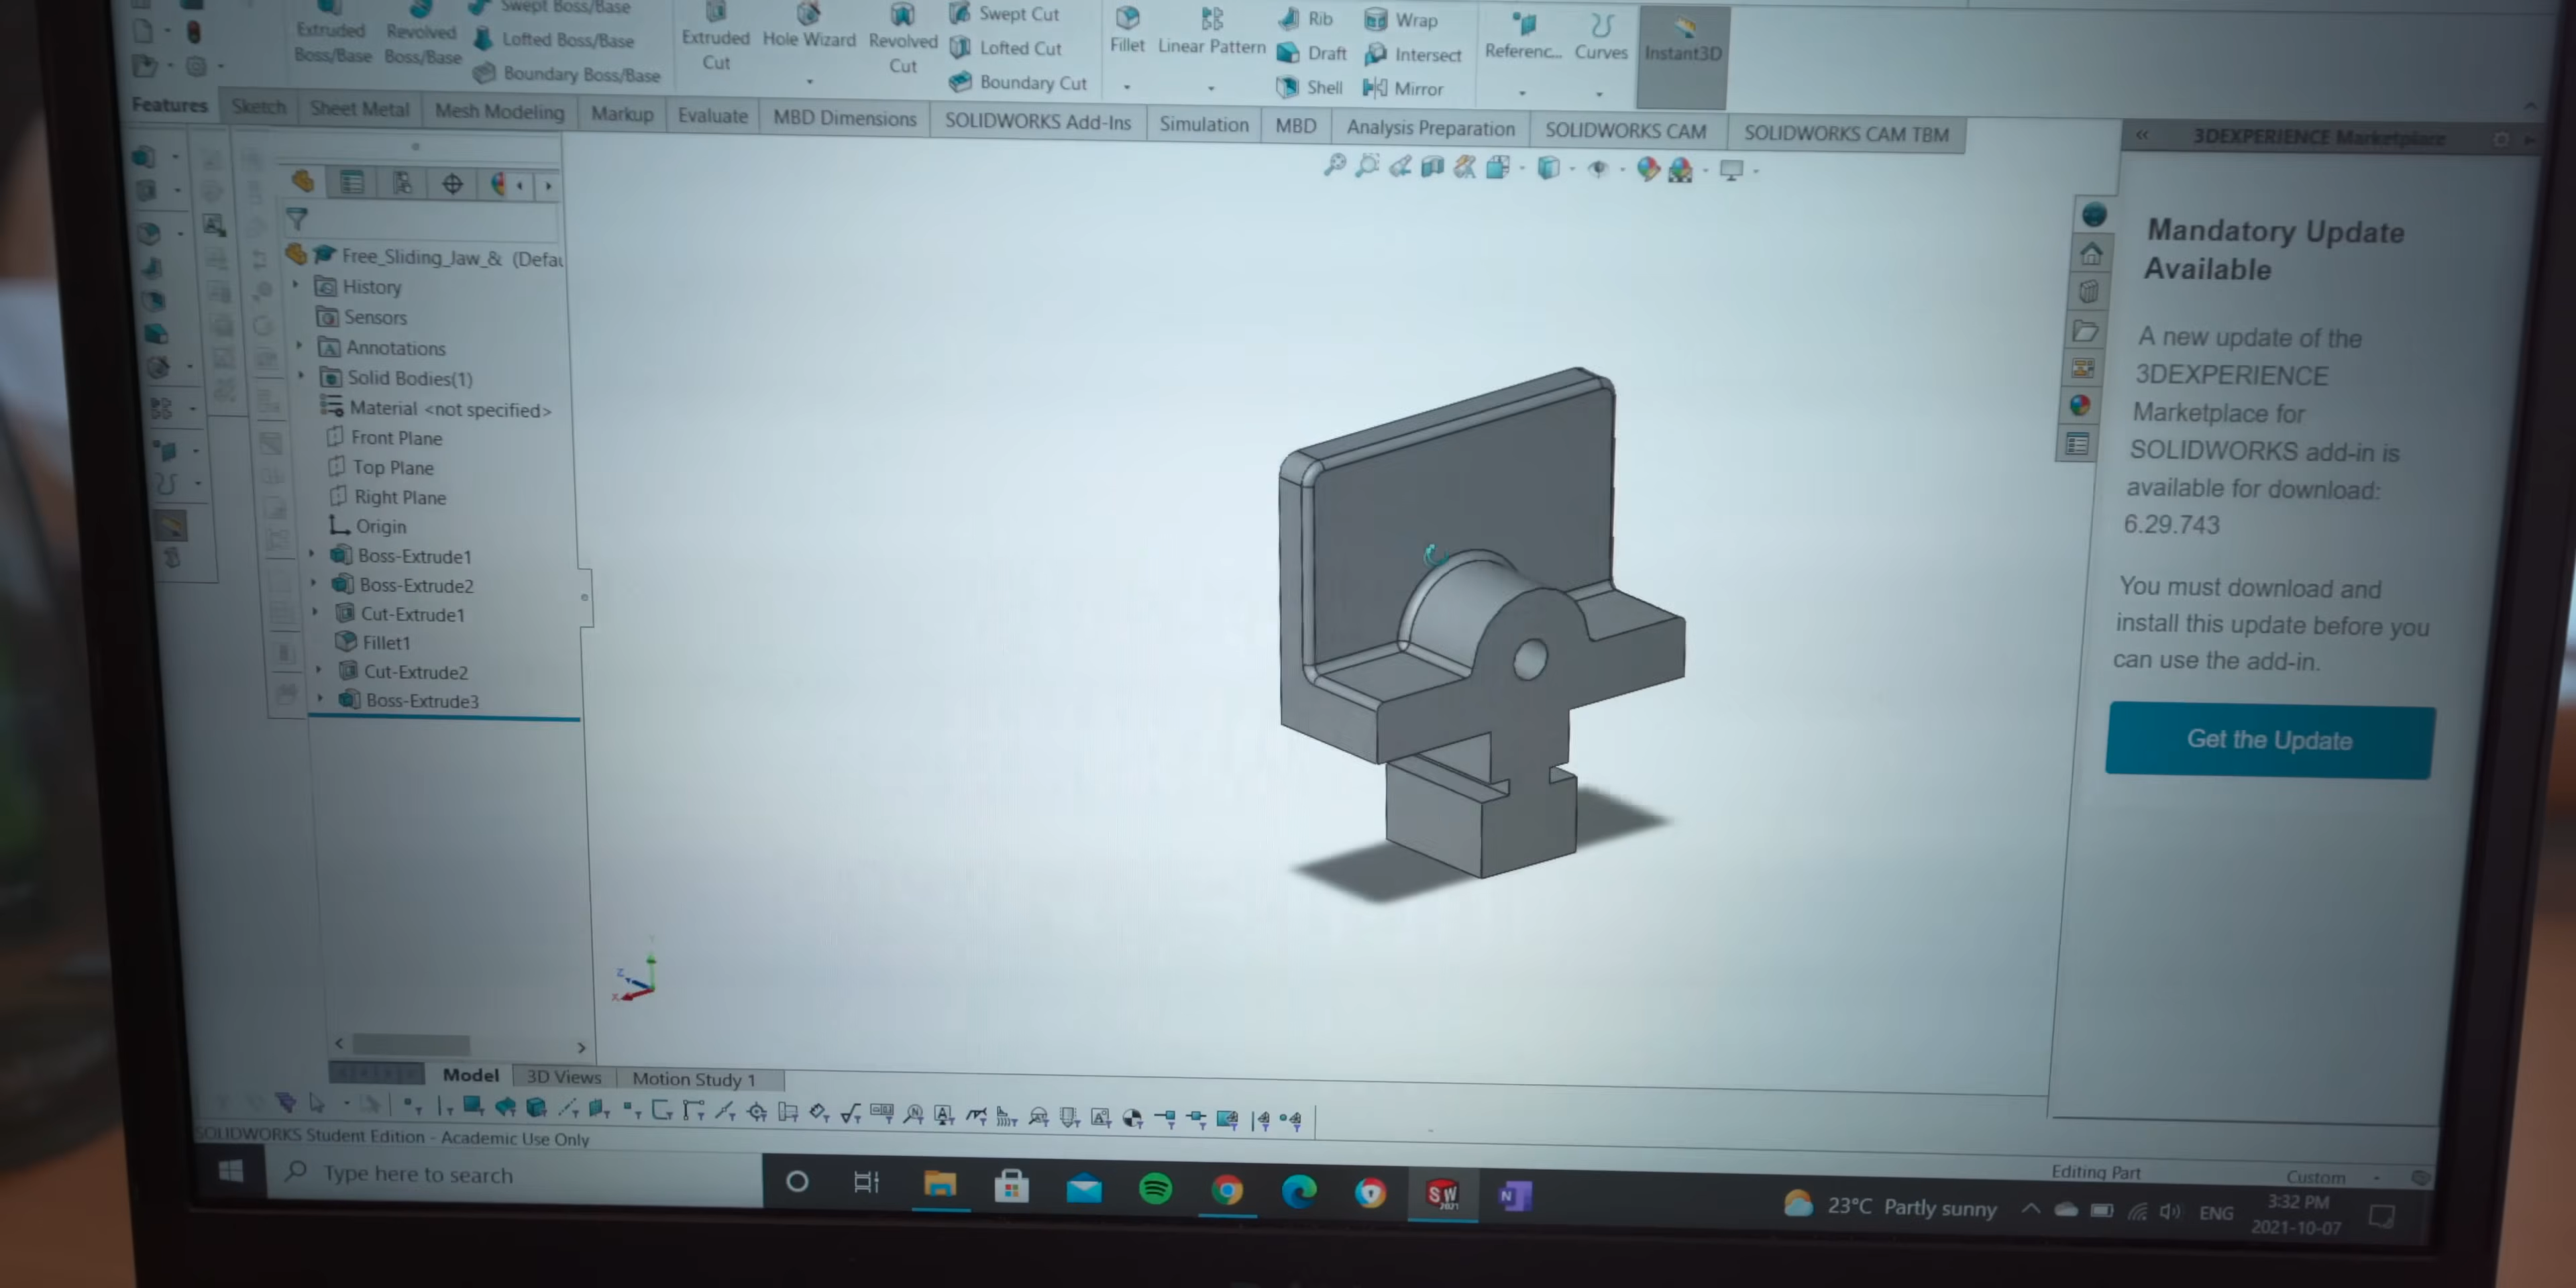 Swept Boss/Base
Extruded Boss/Base
Revolved Boss/Base
Lofted Boss/Base
Boundary Boss/Base
Extruded Cut
Hole Wizard
Revolved Cut
Swept Cut
Lofted Cut
Boundary Cut
Fillet
Linear Pattern
Rib
Draft
Shell
Wrap
Intersect
Mirror
Referenc...
Curves
Instant3D
Features
Sketch
Sheet Metal
Mesh Modeling
Markup
Evaluate
MBD Dimensions
SOLIDWORKS Add-Ins
Simulation
MBD
Analysis Preparation
SOLIDWORKS CAM
SOLIDWORKS CAM TBM
3DEXPERIENCE Marketplace
Free_Sliding_Jaw_& (Defau
History
Sensors
Annotations
Solid Bodies(1)
Material <not specified>
Front Plane
Top Plane
Right Plane
Origin
Boss-Extrude1
Boss-Extrude2
Cut-Extrude1
Fillet1
Cut-Extrude2
Boss-Extrude3
Mandatory Update
Available
A new update of the
3DEXPERIENCE
Marketplace for
SOLIDWORKS add-in is
available for download:
6.29.743
You must download and
install this update before you
can use the add-in.
Get the Update
Y
Z
X
Model
3D Views
Motion Study 1
SOLIDWORKS Student Edition - Academic Use Only
Editing Part
Custom
Type here to search
SW
2021
N
23°C Partly sunny
ENG
3:32 PM
2021-10-07